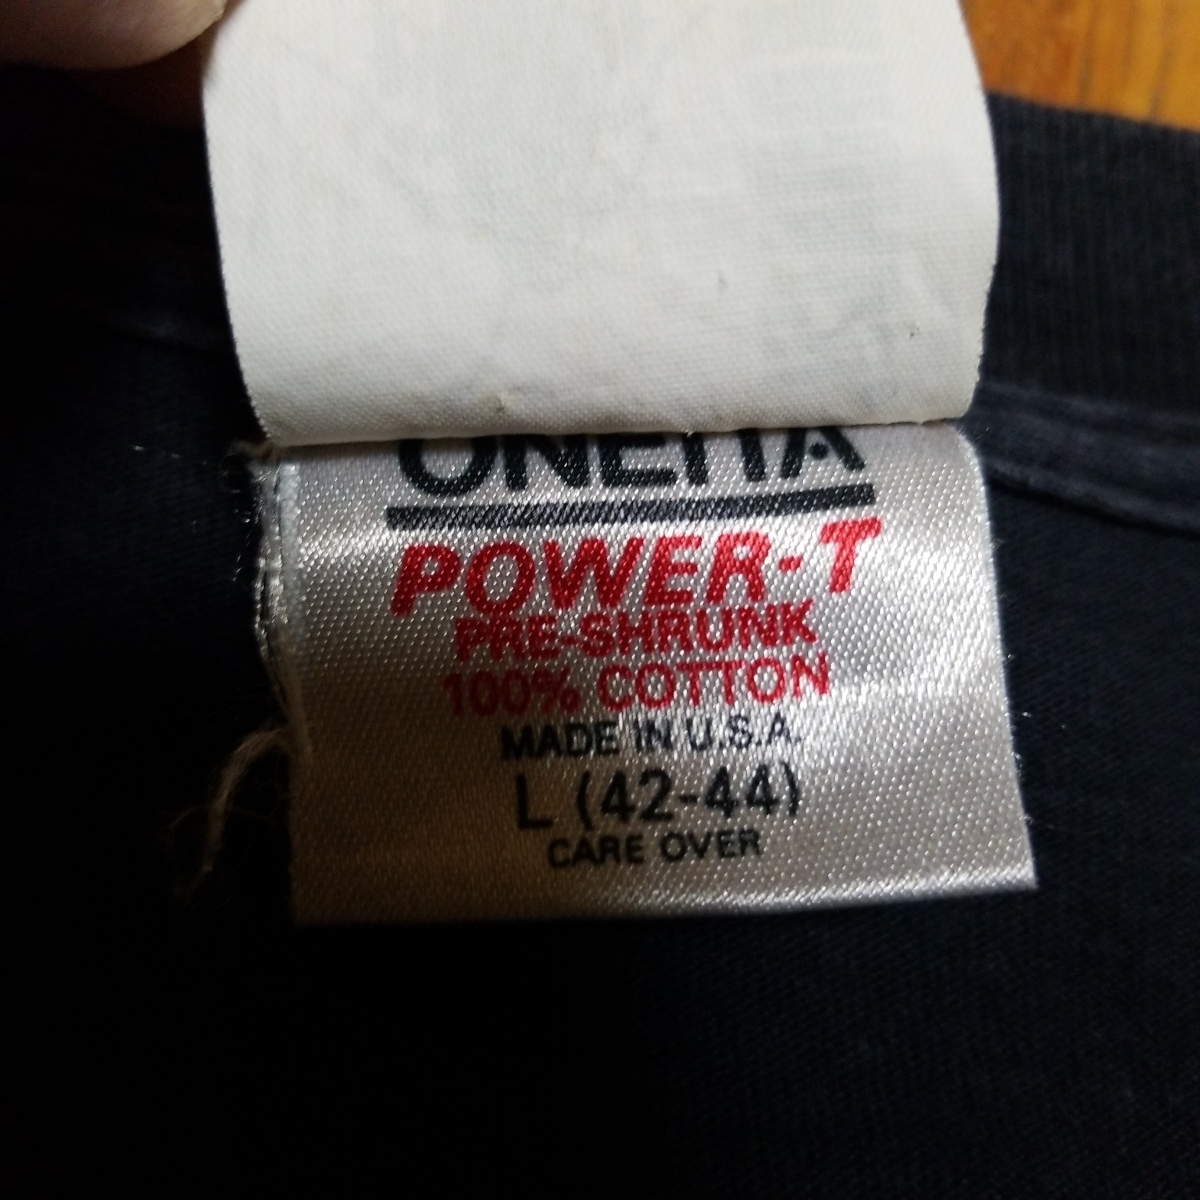 ONEITA
POWER-T
PRE-SHRUNK
100% COTTON
MADE IN U.S.A.
L (42-44)
CARE OVER